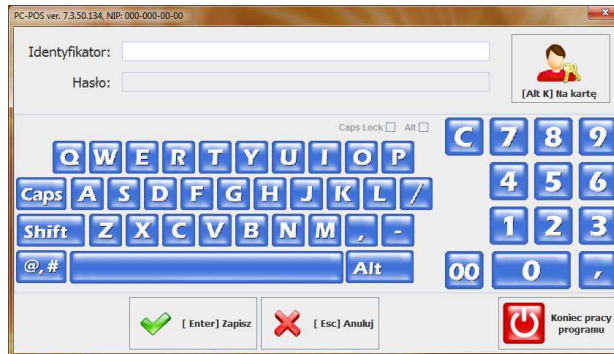 PC-POS ver. 7.3.50.134, NIP: 000-000-00-00
Identyfikator:
Hasło:
[Alt K] Na kartę
Caps Lock Alt
Q W E R T Y U I O P
Caps A S D F G H J K L /
Shift Z X C V B N M , -
@,# Alt
C 7 8 9
4 5 6
1 2 3
00 0 ,
[ Enter] Zapisz
[ Esc] Anuluj
Koniec pracy
programu